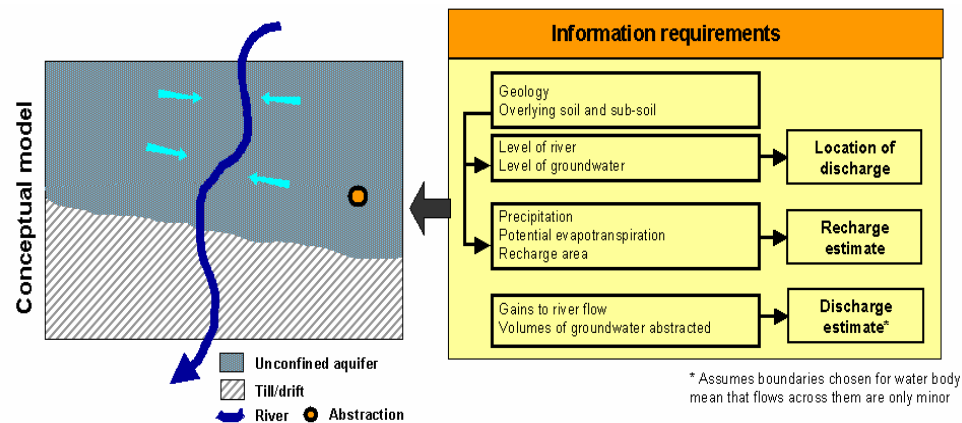 Conceptual model
Unconfined aquifer
Till/drift
River
Abstraction
Information requirements
Geology
Overlying soil and sub-soil
Level of river
Level of groundwater
Location of
discharge
Precipitation
Potential evapotranspiration
Recharge area
Recharge
estimate
Gains to river flow
Volumes of groundwater abstracted
Discharge
estimate*
* Assumes boundaries chosen for water body
mean that flows across them are only minor